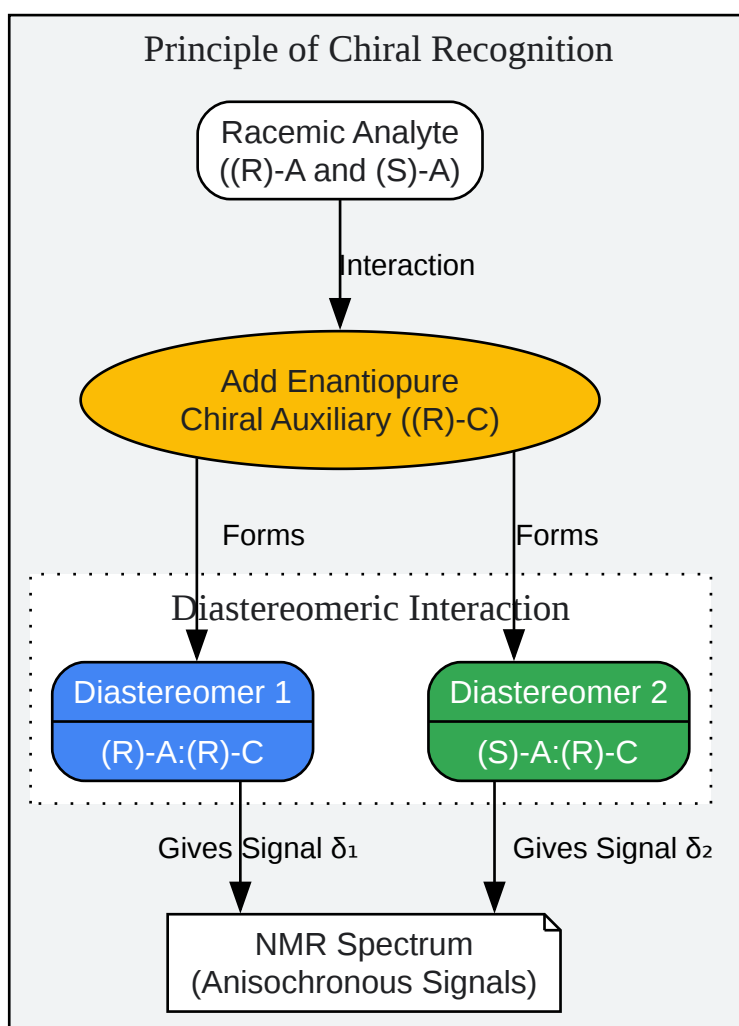 Principle of Chiral Recognition
Racemic Analyte
((R)-A and (S)-A)
Interaction
Add Enantiopure
Chiral Auxiliary ((R)-C)
Forms
Forms
Diastereomeric Interaction
Diastereomer 1
(R)-A:(R)-C
Diastereomer 2
(S)-A:(R)-C
Gives Signal δ₁
Gives Signal δ₂
NMR Spectrum
(Anisochronous Signals)